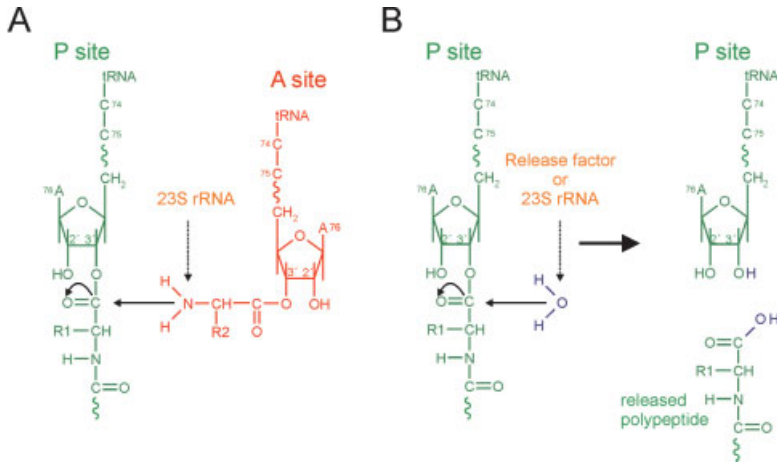 A
P site
tRNA
C74
C75
CH2
76A
O
2´ 3´
HO
O
O=C
R1—CH
H—N
C=O
23S rRNA
A site
tRNA
74C
75C
CH2
O
A76
3´ 2´
H
N—CH—C—O
OH
H
R2
O
B
P site
tRNA
C74
C75
CH2
76A
O
2´ 3´
HO
O
O=C
R1—CH
H—N
C=O
Release factor
or
23S rRNA
H
O
H
P site
tRNA
C74
C75
CH2
76A
O
2´ 3´
HO
OH
OH
O=C
R1—CH
H—N
C=O
released
polypeptide